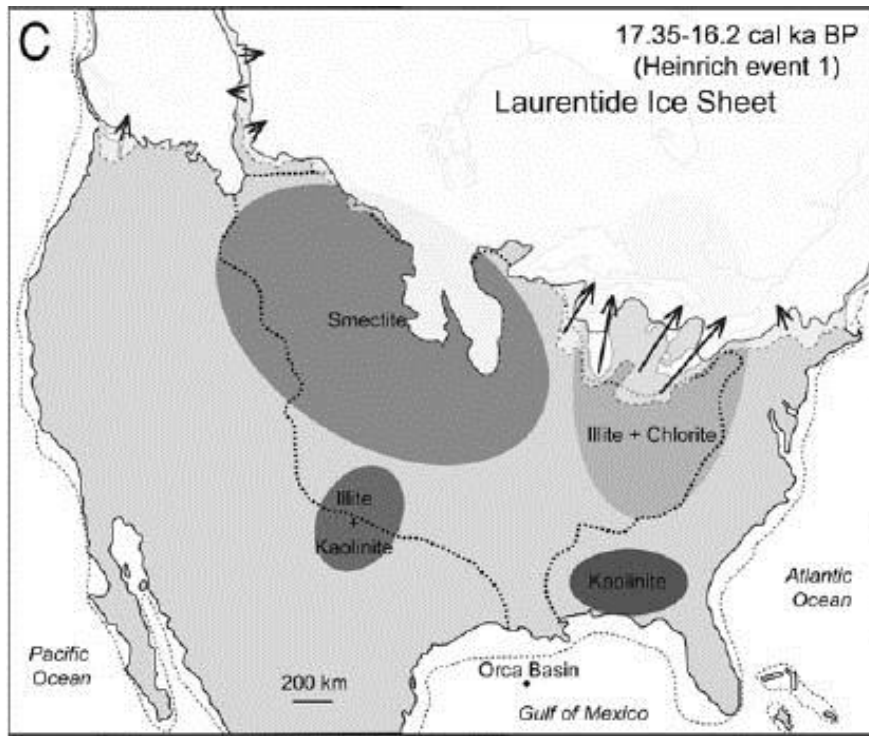 C
17.35-16.2 cal ka BP
(Heinrich event 1)
Laurentide Ice Sheet
Smectite
Illite + Chlorite
Illite
+
Kaolinite
Kaolinite
Atlantic
Ocean
Pacific
Ocean
200 km
Orca Basin
Gulf of Mexico